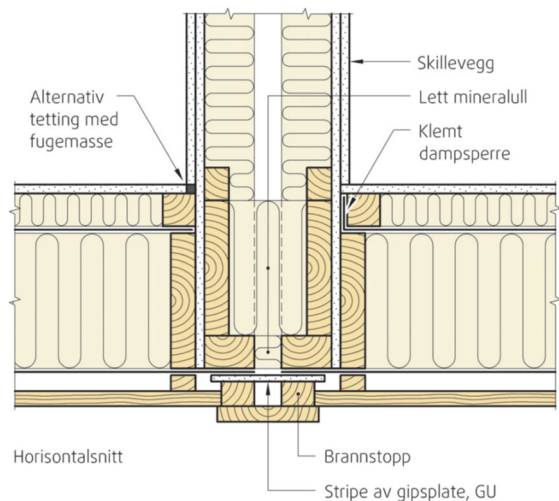 Skillevegg
Lett mineralull
Klemt
dampsperre
Alternativ
tetting med
fugemasse
Horisontalsnitt
Brannstopp
Stripe av gipsplate, GU